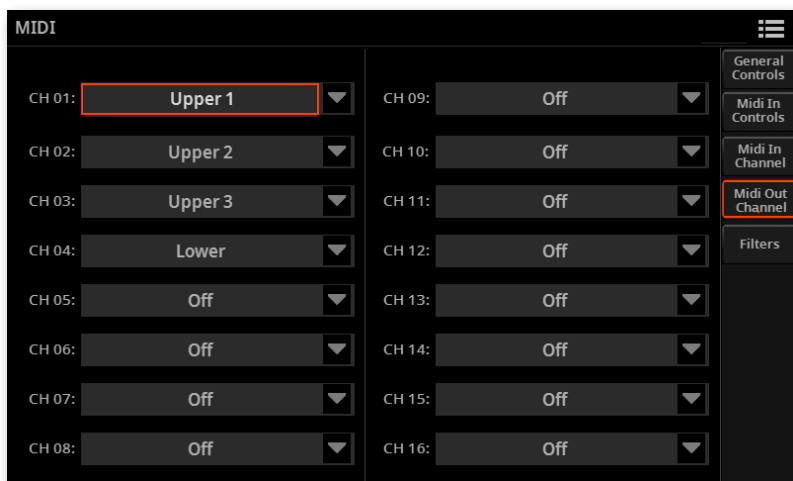 MIDI
General
Controls
CH 01: Upper 1 CH 09: Off
Midi In
Controls
CH 02: Upper 2 CH 10: Off
Midi In
Channel
CH 03: Upper 3 CH 11: Off
Midi Out
Channel
CH 04: Lower CH 12: Off
Filters
CH 05: Off CH 13: Off
CH 06: Off CH 14: Off
CH 07: Off CH 15: Off
CH 08: Off CH 16: Off